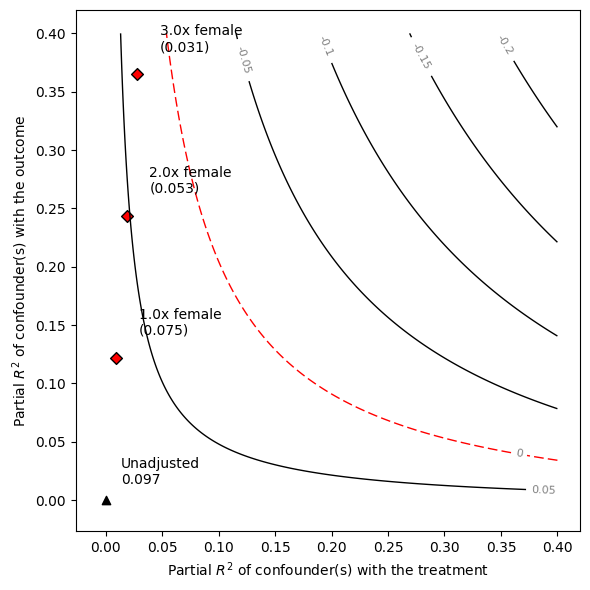 3.0x female
(0.031)
-0.05
-0.1
-0.15
-0.2
2.0x female
(0.053)
1.0x female
(0.075)
Unadjusted
0.097
0
0.05
0.40
0.35
0.30
0.25
0.20
0.15
0.10
0.05
0.00
Partial R² of confounder(s) with the outcome
0.00 0.05 0.10 0.15 0.20 0.25 0.30 0.35 0.40
Partial R² of confounder(s) with the treatment